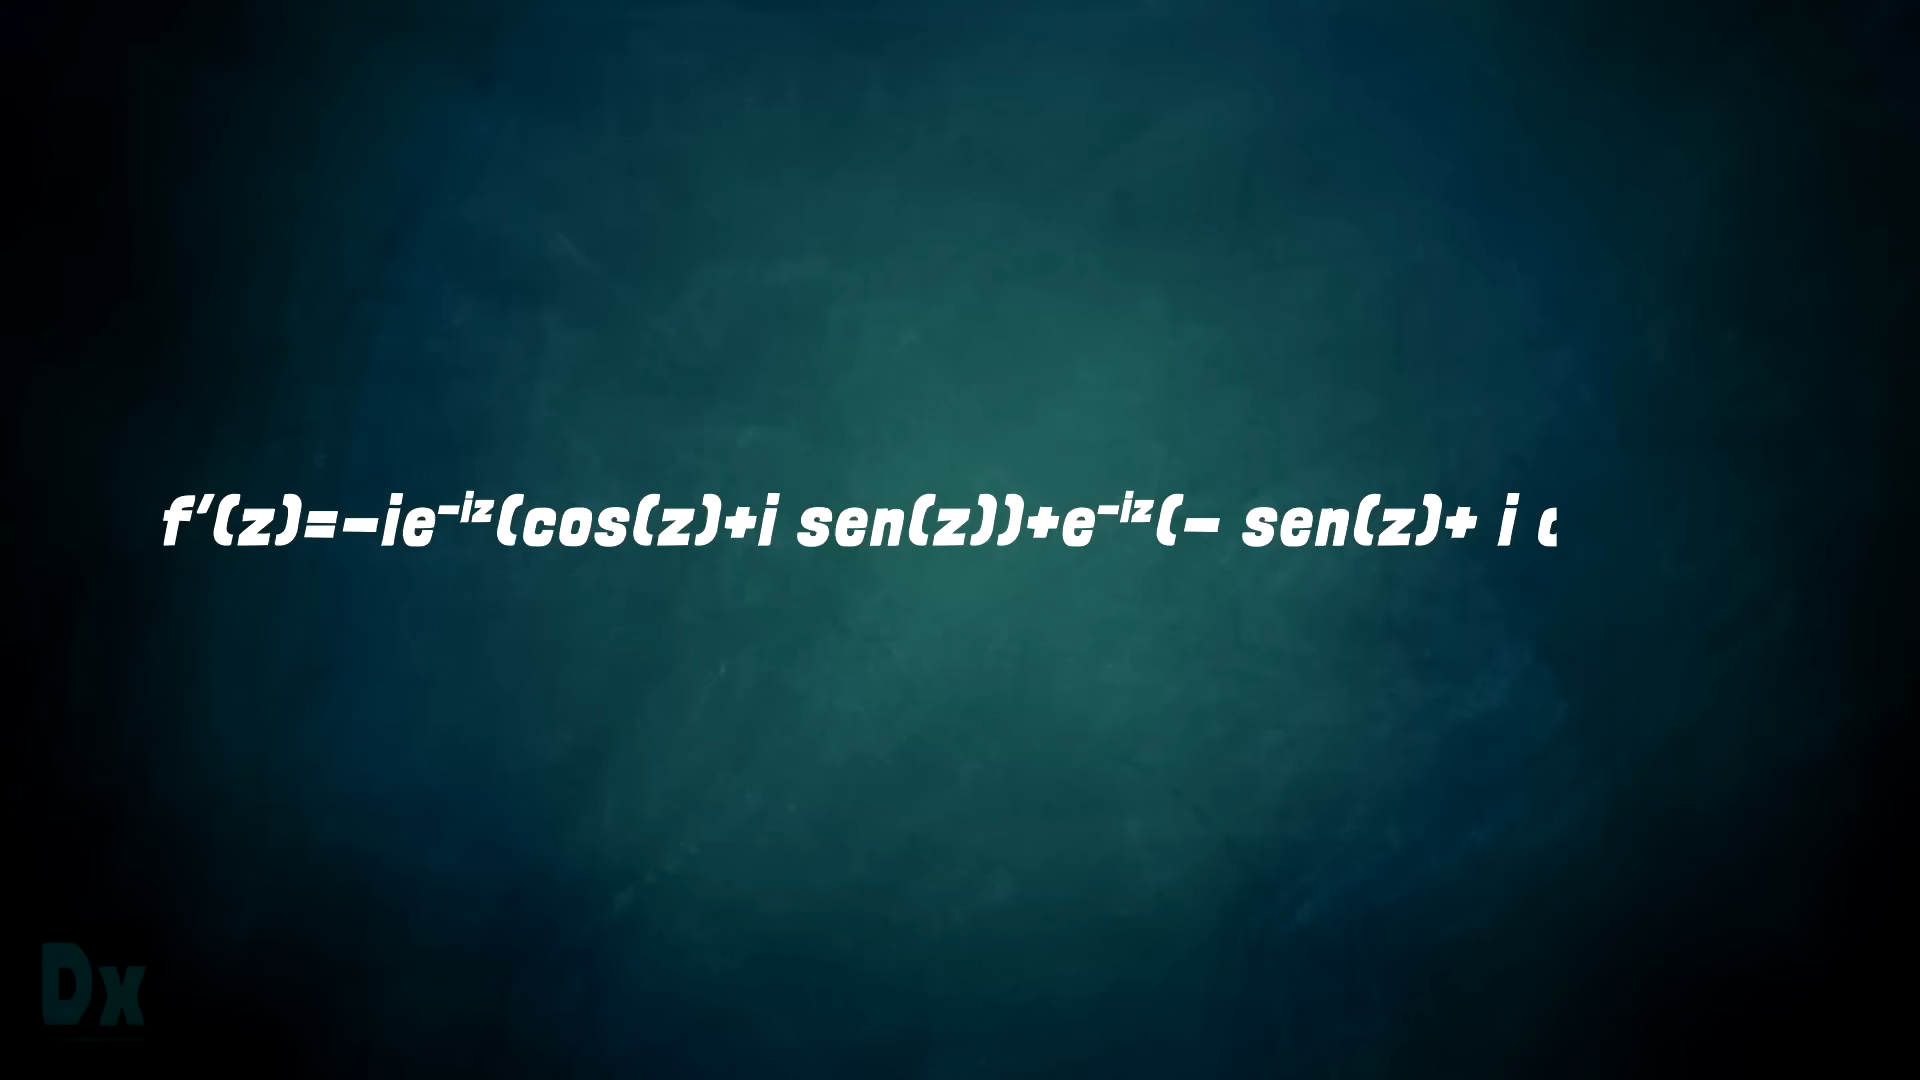 f'(z)=-ie⁻ⁱᶻ(cos(z)+i sen(z))+e⁻ⁱᶻ(- sen(z)+ i
Dx